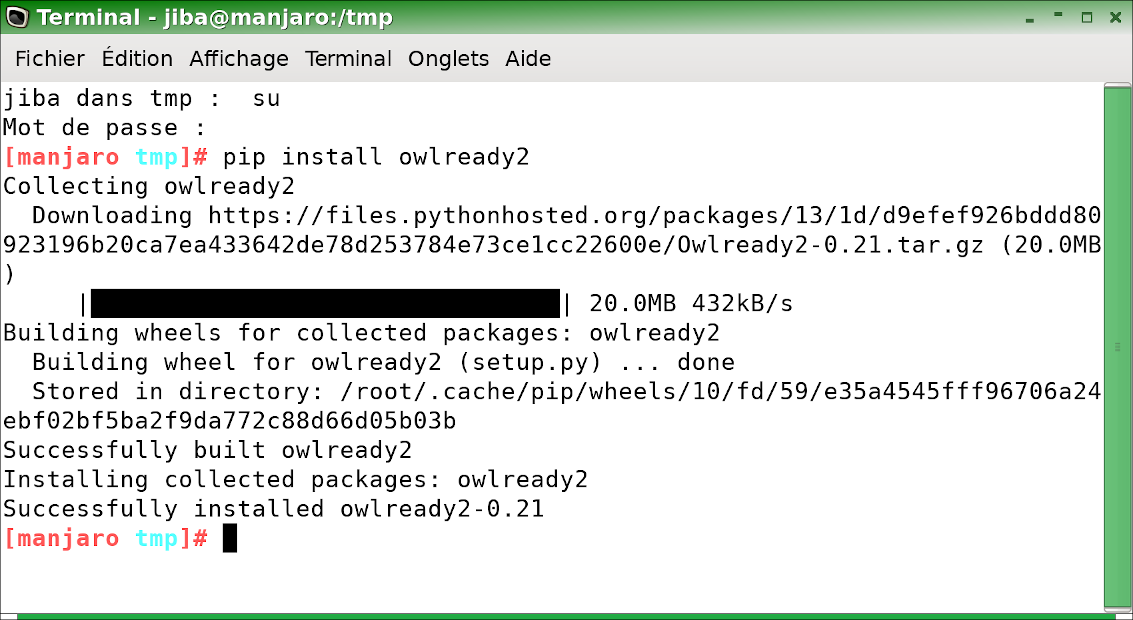 Terminal - jiba@manjaro:/tmp
Fichier Édition Affichage Terminal Onglets Aide
jiba dans tmp :  su
Mot de passe :
[manjaro tmp]# pip install owlready2
Collecting owlready2
  Downloading https://files.pythonhosted.org/packages/13/1d/d9efef926bddd80
923196b20ca7ea433642de78d253784e73ce1cc22600e/Owlready2-0.21.tar.gz (20.0MB
)
     |████████████████████████████████| 20.0MB 432kB/s
Building wheels for collected packages: owlready2
  Building wheel for owlready2 (setup.py) ... done
  Stored in directory: /root/.cache/pip/wheels/10/fd/59/e35a4545fff96706a24
ebf02bf5ba2f9da772c88d66d05b03b
Successfully built owlready2
Installing collected packages: owlready2
Successfully installed owlready2-0.21
[manjaro tmp]#